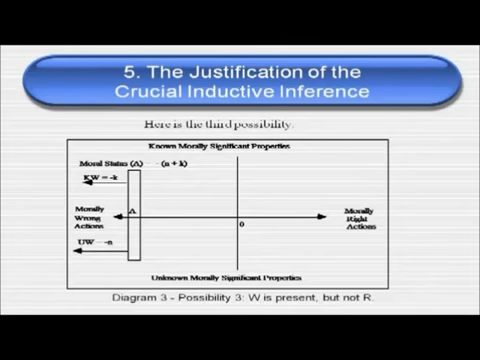 5. The Justification of the
Crucial Inductive Inference
Here is the third possibility.
Known Morally Significant Properties
Moral Status (A) = -(n + k)
KW = -k
Morally
Wrong
Actions
A
0
Morally
Right
Actions
UW = -n
Unknown Morally Significant Properties
Diagram 3 - Possibility 3: W is present, but not R.